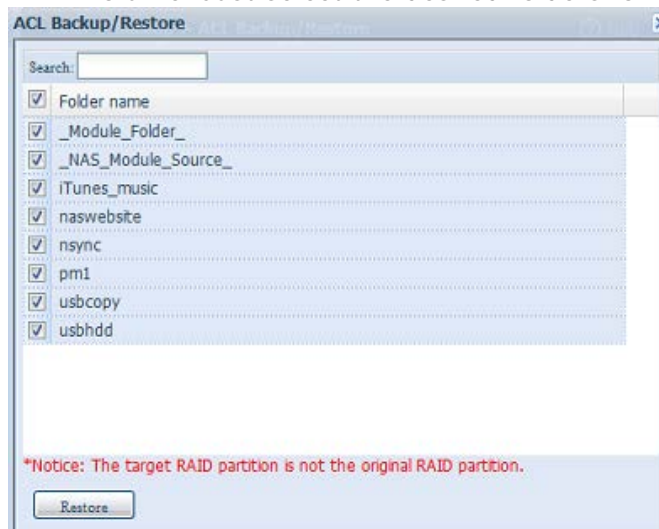 ACL Backup/Restore
Search:
Folder name
_Module_Folder_
_NAS_Module_Source_
iTunes_music
naswebsite
nsync
pm1
usbcopy
usbhdd
*Notice: The target RAID partition is not the original RAID partition.
Restore